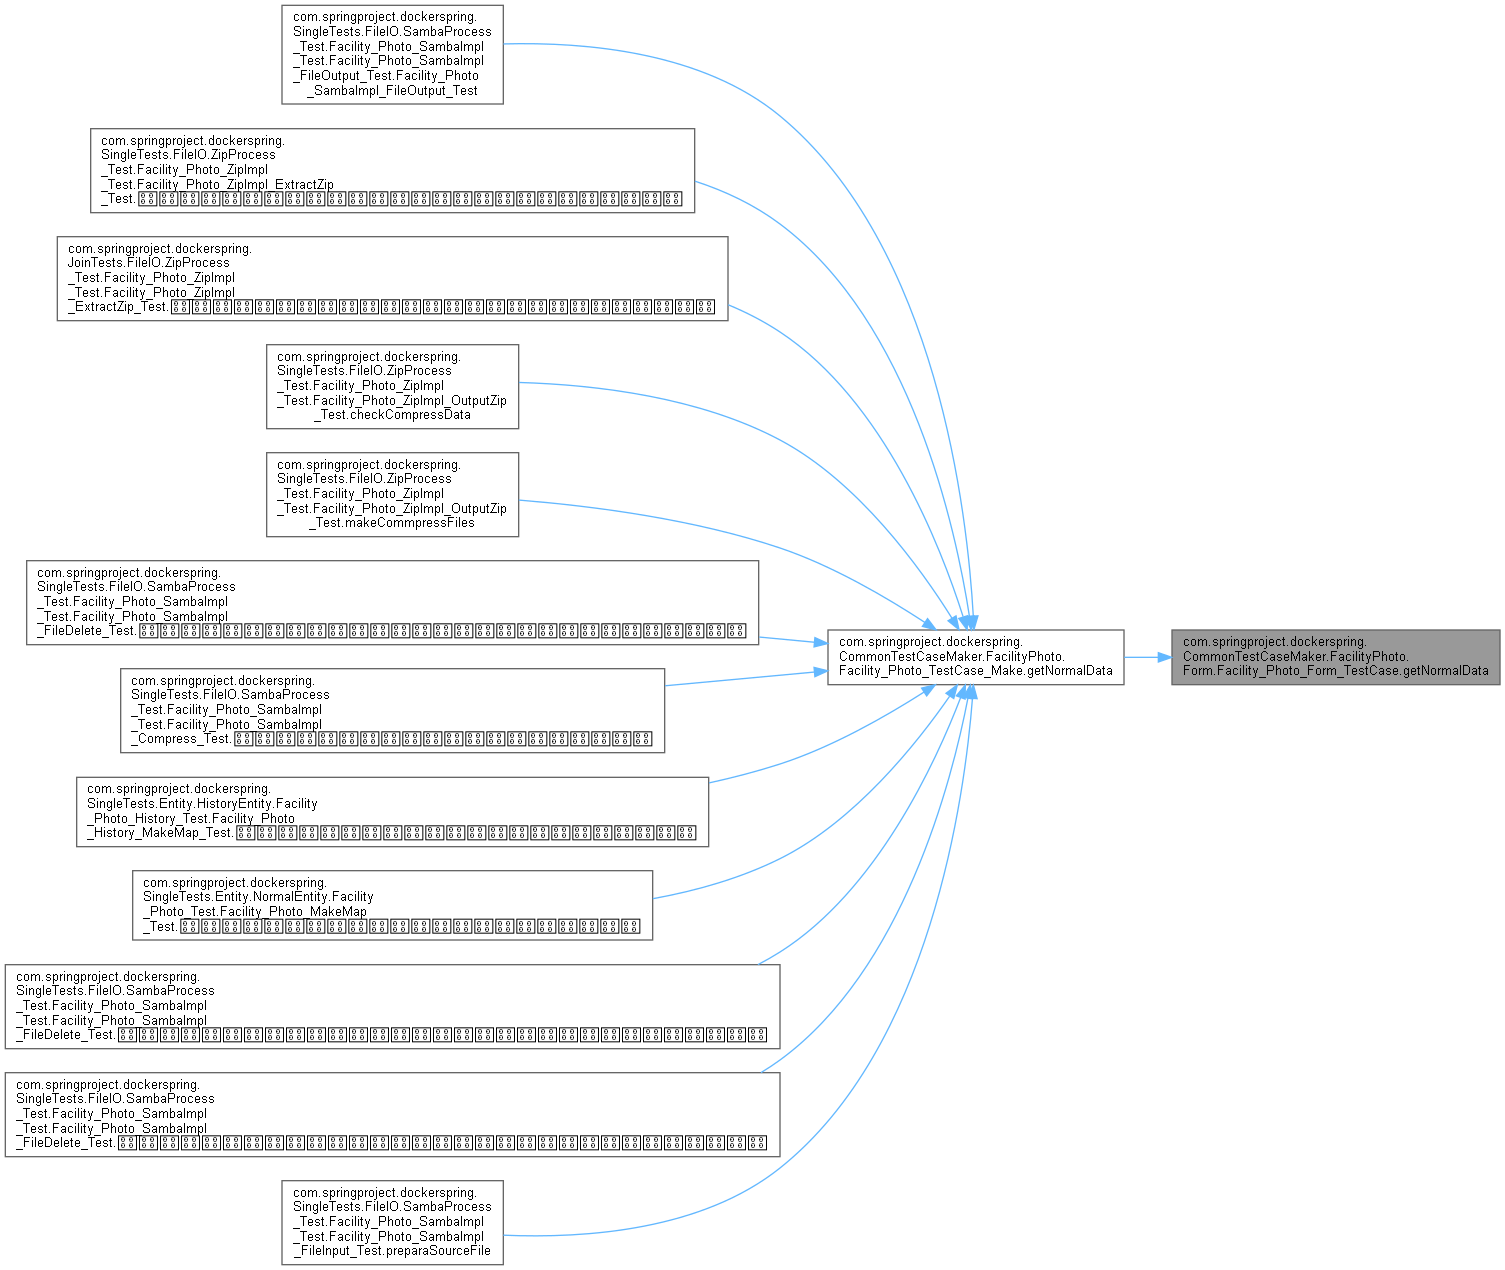 com.springproject.dockerspring.
SingleTests.FileIO.SambaProcess
_Test.Facility_Photo_SambaImpl
_Test.Facility_Photo_SambaImpl
_FileOutput_Test.Facility_Photo
_SambaImpl_FileOutput_Test
com.springproject.dockerspring.
SingleTests.FileIO.ZipProcess
_Test.Facility_Photo_ZipImpl
_Test.Facility_Photo_ZipImpl_ExtractZip
_Test.
com.springproject.dockerspring.
JoinTests.FileIO.ZipProcess
_Test.Facility_Photo_ZipImpl
_Test.Facility_Photo_ZipImpl
_ExtractZip_Test.
com.springproject.dockerspring.
SingleTests.FileIO.ZipProcess
_Test.Facility_Photo_ZipImpl
_Test.Facility_Photo_ZipImpl_OutputZip
_Test.checkCompressData
com.springproject.dockerspring.
SingleTests.FileIO.ZipProcess
_Test.Facility_Photo_ZipImpl
_Test.Facility_Photo_ZipImpl_OutputZip
_Test.makeCommpressFiles
com.springproject.dockerspring.
SingleTests.FileIO.SambaProcess
_Test.Facility_Photo_SambaImpl
_Test.Facility_Photo_SambaImpl
_FileDelete_Test.
com.springproject.dockerspring.
CommonTestCaseMaker.FacilityPhoto.
Facility_Photo_TestCase_Make.getNormalData
com.springproject.dockerspring.
CommonTestCaseMaker.FacilityPhoto.
Form.Facility_Photo_Form_TestCase.getNormalData
com.springproject.dockerspring.
SingleTests.FileIO.SambaProcess
_Test.Facility_Photo_SambaImpl
_Test.Facility_Photo_SambaImpl
_Compress_Test.
com.springproject.dockerspring.
SingleTests.Entity.HistoryEntity.Facility
_Photo_History_Test.Facility_Photo
_History_MakeMap_Test.
com.springproject.dockerspring.
SingleTests.Entity.NormalEntity.Facility
_Photo_Test.Facility_Photo_MakeMap
_Test.
com.springproject.dockerspring.
SingleTests.FileIO.SambaProcess
_Test.Facility_Photo_SambaImpl
_Test.Facility_Photo_SambaImpl
_FileDelete_Test.
com.springproject.dockerspring.
SingleTests.FileIO.SambaProcess
_Test.Facility_Photo_SambaImpl
_Test.Facility_Photo_SambaImpl
_FileDelete_Test.
com.springproject.dockerspring.
SingleTests.FileIO.SambaProcess
_Test.Facility_Photo_SambaImpl
_Test.Facility_Photo_SambaImpl
_FileInput_Test.preparaSourceFile